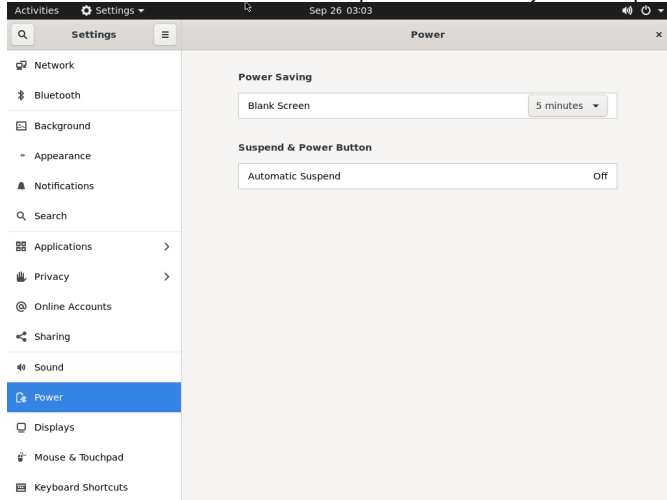 Activities Settings Sep 26 03:03
Settings Power
Network
Bluetooth
Background
Appearance
Notifications
Search
Applications
Privacy
Online Accounts
Sharing
Sound
Power
Displays
Mouse & Touchpad
Keyboard Shortcuts
Power Saving
Blank Screen 5 minutes
Suspend & Power Button
Automatic Suspend Off